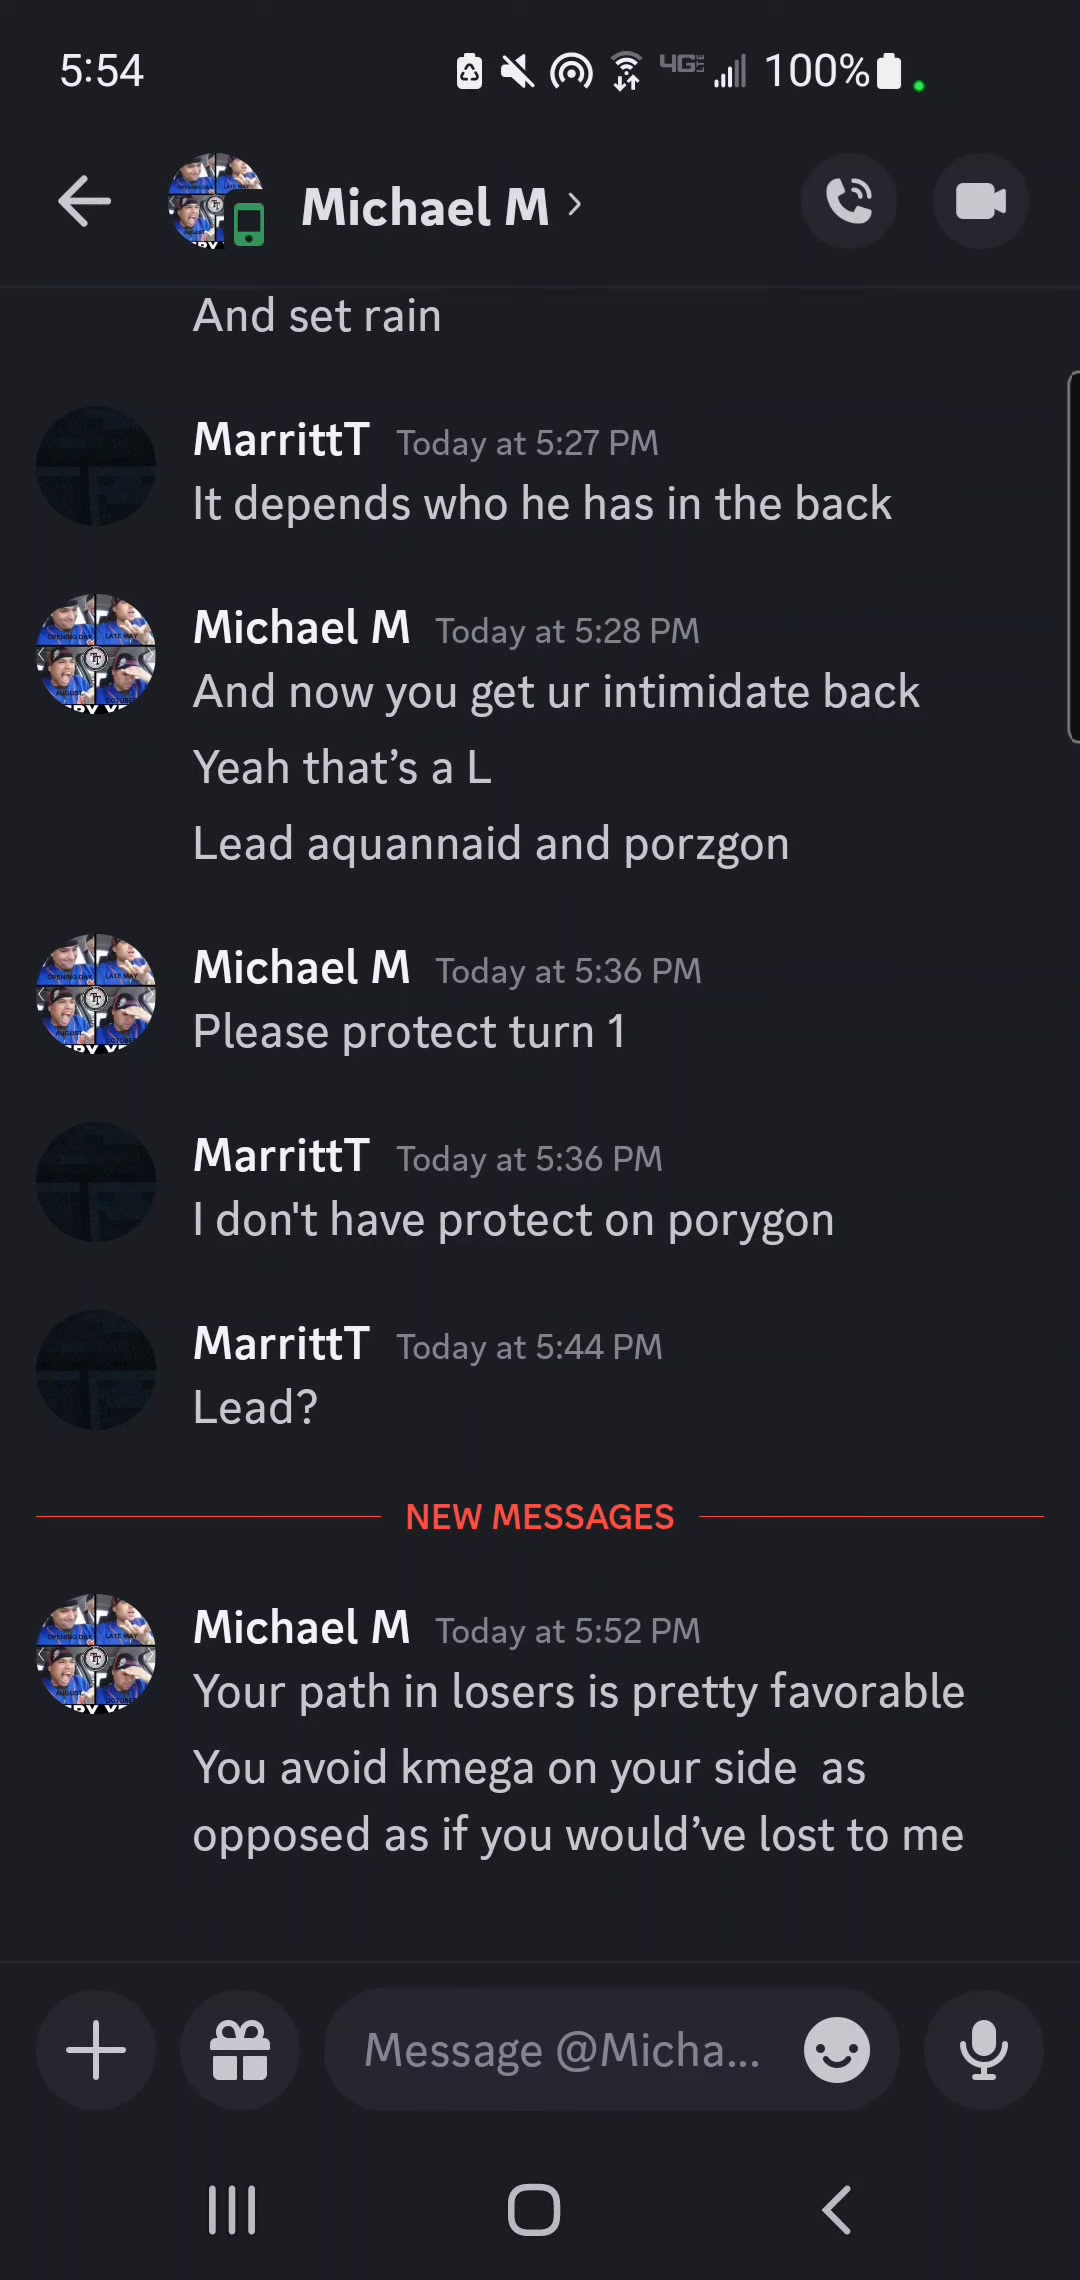 5:54
4G LTE
100%
Michael M
And set rain
MarrittT Today at 5:27 PM
It depends who he has in the back
Michael M Today at 5:28 PM
And now you get ur intimidate back
Yeah that’s a L
Lead aquannaid and porzgon
Michael M Today at 5:36 PM
Please protect turn 1
MarrittT Today at 5:36 PM
I don't have protect on porygon
MarrittT Today at 5:44 PM
Lead?
NEW MESSAGES
Michael M Today at 5:52 PM
Your path in losers is pretty favorable
You avoid kmega on your side  as
opposed as if you would’ve lost to me
Message @Micha...